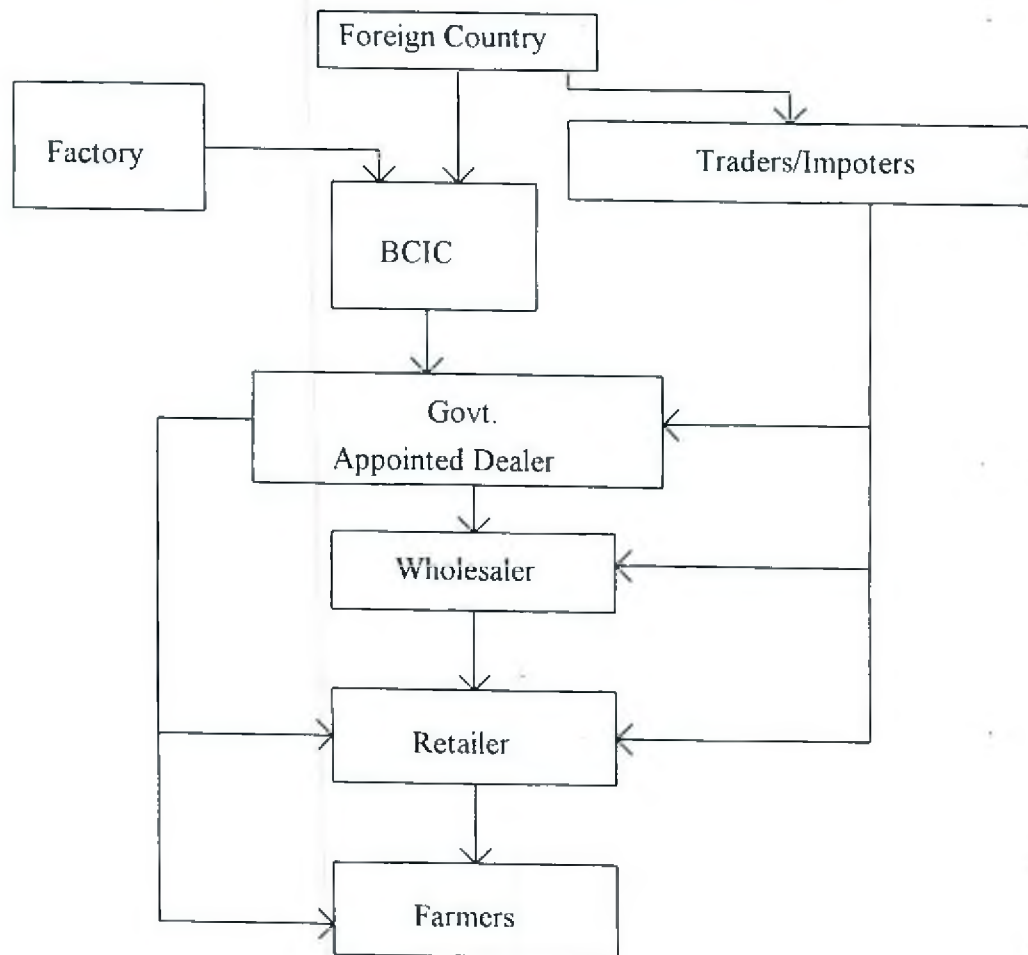 Foreign Country
Factory
Traders/Impoters
BCIC
Govt.
Appointed Dealer
Wholesaler
Retailer
Farmers